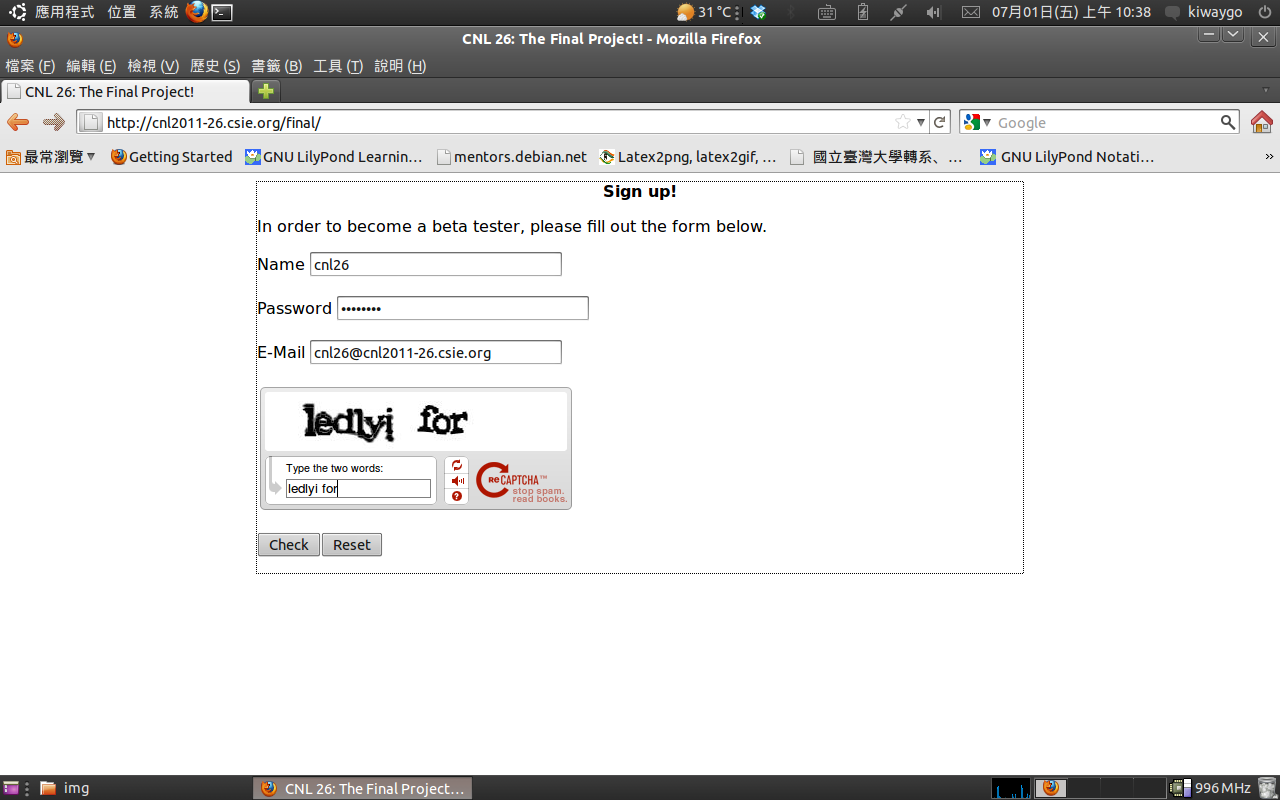 應用程式 位置 系統 31 °C 07月01日(五) 上午 10:38 kiwaygo
CNL 26: The Final Project! - Mozilla Firefox
檔案 (F) 編輯 (E) 檢視 (V) 歷史 (S) 書籤 (B) 工具 (T) 說明 (H)
CNL 26: The Final Project!
http://cnl2011-26.csie.org/final/ Google
最常瀏覽 Getting Started GNU LilyPond Learnin… mentors.debian.net Latex2png, latex2gif, … 國立臺灣大學轉系、… GNU LilyPond Notati… »
Sign up!
In order to become a beta tester, please fill out the form below.
Name cnl26
Password ••••••••
E-Mail cnl26@cnl2011-26.csie.org
ledlyi for
Type the two words:
ledlyi for
reCAPTCHA™
stop spam.
read books.
Check Reset
img CNL 26: The Final Project… 996 MHz